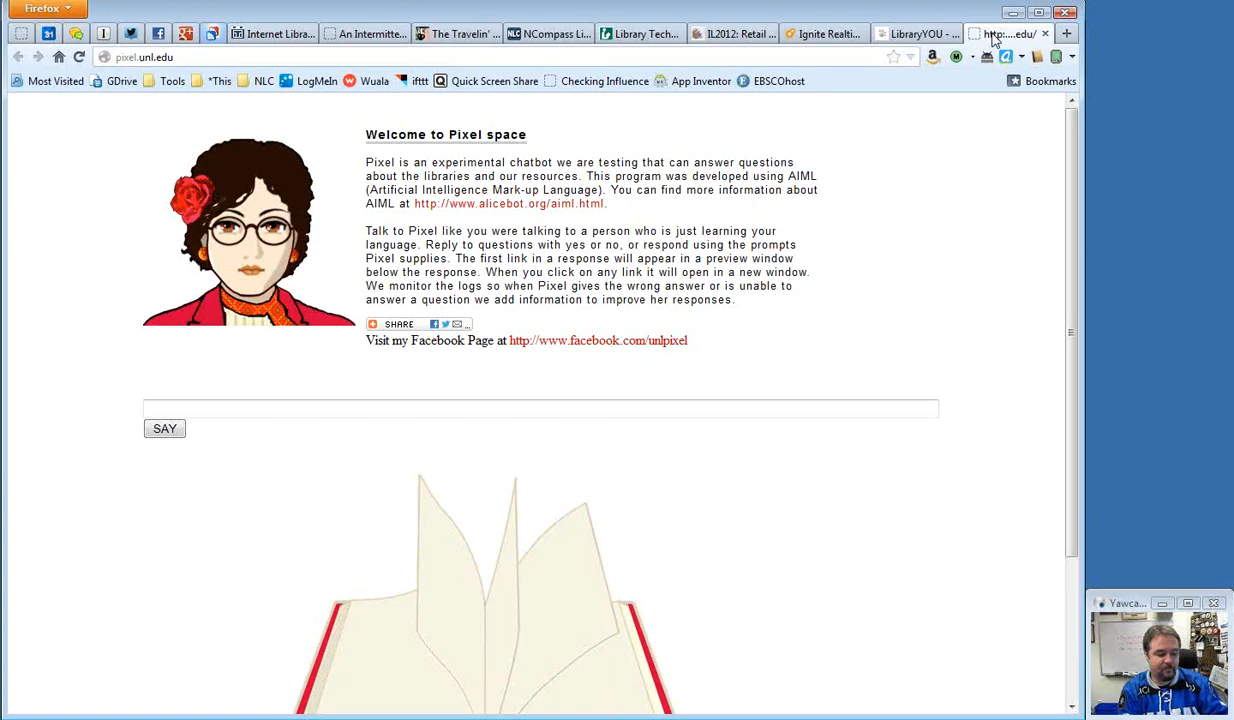 Firefox
31
I
Internet Libra...
An Intermitte...
The Travelin' ...
NLC NCompass Li...
Library Tech...
IL2012: Retail ...
Ignite Realtin...
LibraryYOU - ...
http:....edu/
pixel.unl.edu
Most Visited
GDrive
Tools
*This
NLC
LogMeIn
Wuala
ifttt
Quick Screen Share
Checking Influence
App Inventor
EBSCOhost
Bookmarks
Welcome to Pixel space
Pixel is an experimental chatbot we are testing that can answer questions
about the libraries and our resources. This program was developed using AIML
(Artificial Intelligence Mark-up Language). You can find more information about
AIML at http://www.alicebot.org/aiml.html.
Talk to Pixel like you were talking to a person who is just learning your
language. Reply to questions with yes or no, or respond using the prompts
Pixel supplies. The first link in a response will appear in a preview window
below the response. When you click on any link it will open in a new window.
We monitor the logs so when Pixel gives the wrong answer or is unable to
answer a question we add information to improve her responses.
SHARE
Visit my Facebook Page at http://www.facebook.com/unlpixel
SAY
Yawca...